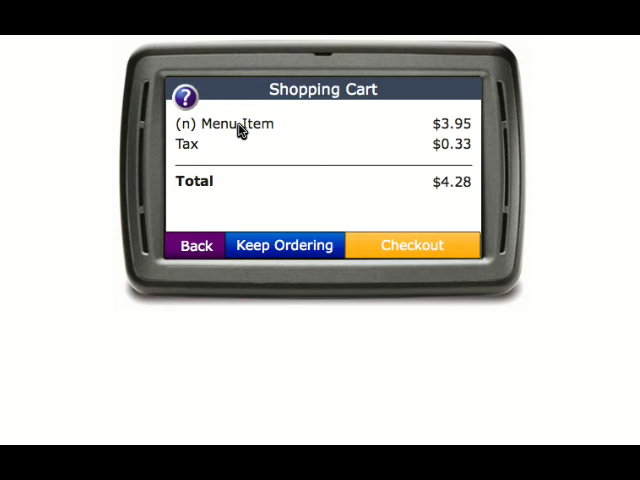 Shopping Cart
?
(n) Menu Item $3.95
Tax $0.33
Total $4.28
Back Keep Ordering Checkout